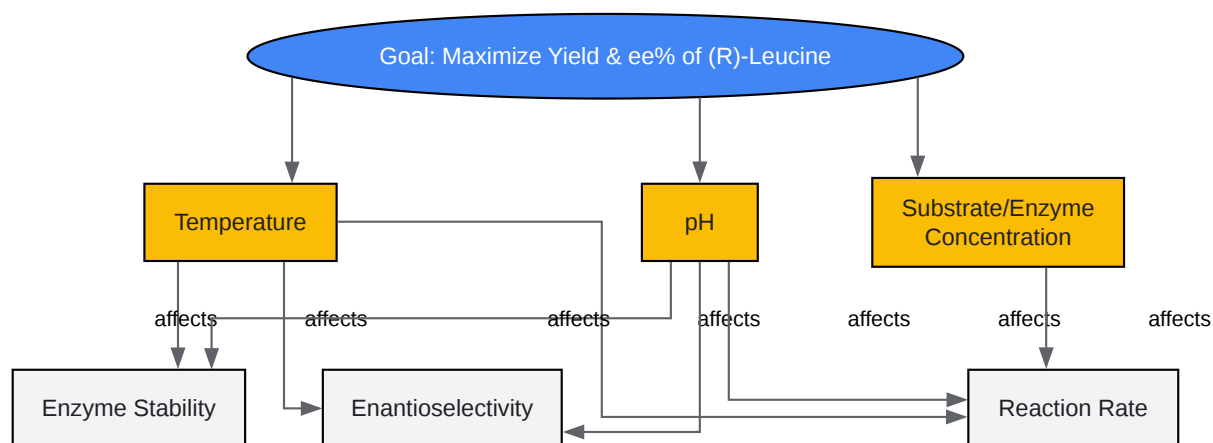 Goal: Maximize Yield & ee% of (R)-Leucine
Temperature
pH
Substrate/Enzyme
Concentration
affects
affects
affects
affects
affects
affects
affects
Enzyme Stability
Enantioselectivity
Reaction Rate